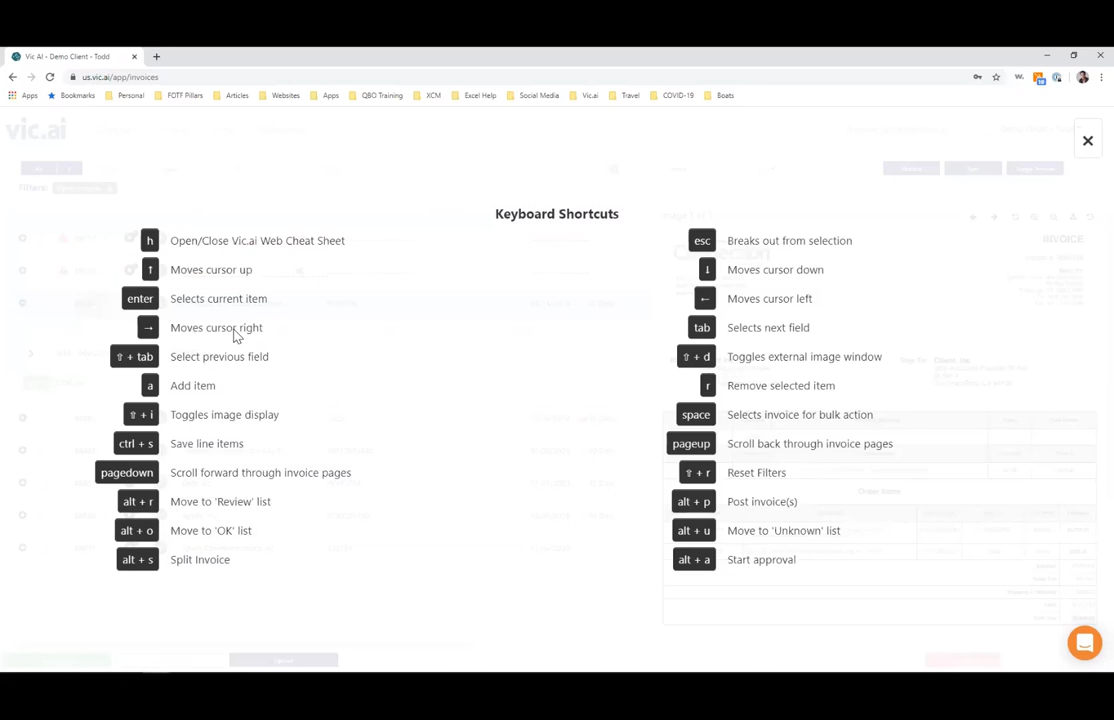 Vic AI - Demo Client - Todd
us.vic.ai/app/invoices
Apps Bookmarks Personal FOTF Pillars Articles Websites Apps QBO Training XCM Excel Help Social Media Vic.ai Travel COVID-19 Boats
vic.ai
Filters:
Keyboard Shortcuts
h Open/Close Vic.ai Web Cheat Sheet
↑ Moves cursor up
enter Selects current item
→ Moves cursor right
⇧ + tab Select previous field
a Add item
⇧ + i Toggles image display
ctrl + s Save line items
pagedown Scroll forward through invoice pages
alt + r Move to 'Review' list
alt + o Move to 'OK' list
alt + s Split Invoice
esc Breaks out from selection
↓ Moves cursor down
← Moves cursor left
tab Selects next field
⇧ + d Toggles external image window
r Remove selected item
space Selects invoice for bulk action
pageup Scroll back through invoice pages
⇧ + r Reset Filters
alt + p Post invoice(s)
alt + u Move to 'Unknown' list
alt + a Start approval
INVOICE